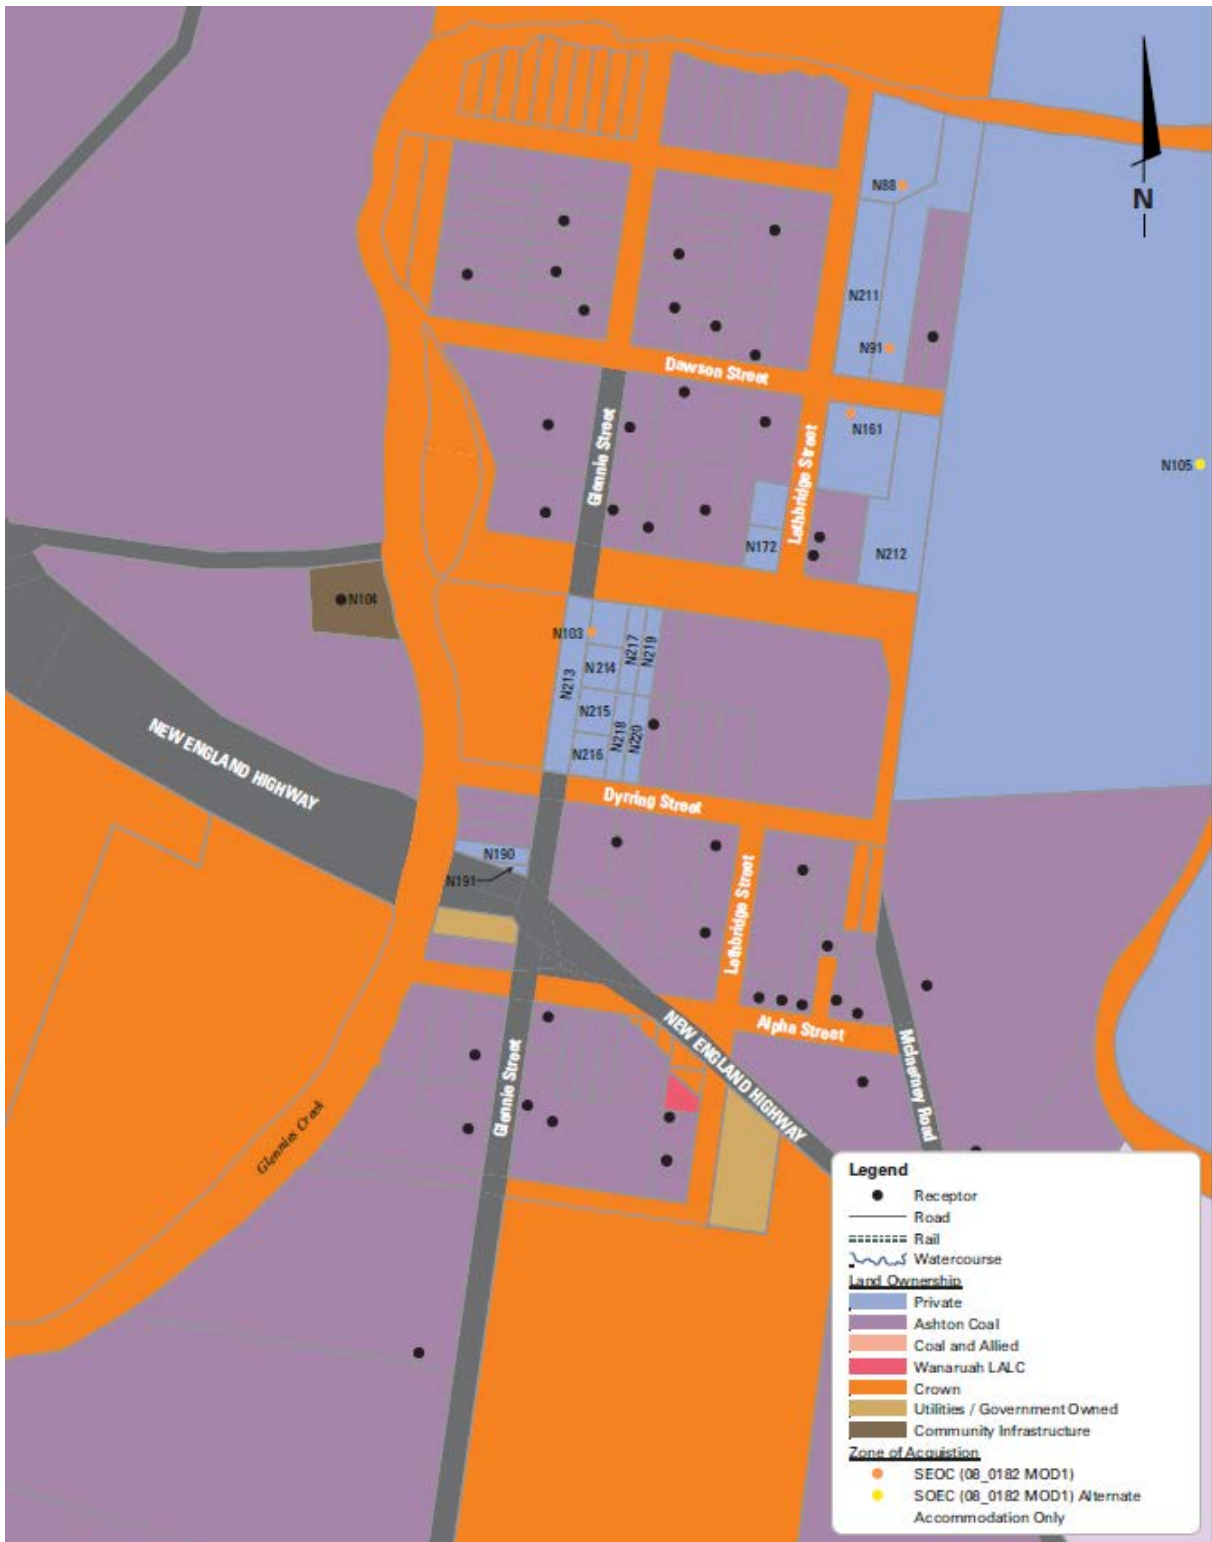 N
N88
N211
N91
Dawson Street
N161
Glennie Street
Lethbridge Street
N105
N172
N212
N104
N103
N217
N219
N214
N213
N215
N218
N220
N216
NEW ENGLAND HIGHWAY
Dyrring Street
N190
N191
Lethbridge Street
NEW ENGLAND HIGHWAY
Alpha Street
McInerney Road
Glennie Street
Glennies Creek
Legend
Receptor
Road
Rail
Watercourse
Land Ownership
Private
Ashton Coal
Coal and Allied
Wanaruah LALC
Crown
Utilities / Government Owned
Community Infrastructure
Zone of Acquistion
SEOC (08_0182 MOD1)
SOEC (08_0182 MOD1) Alternate
Accommodation Only